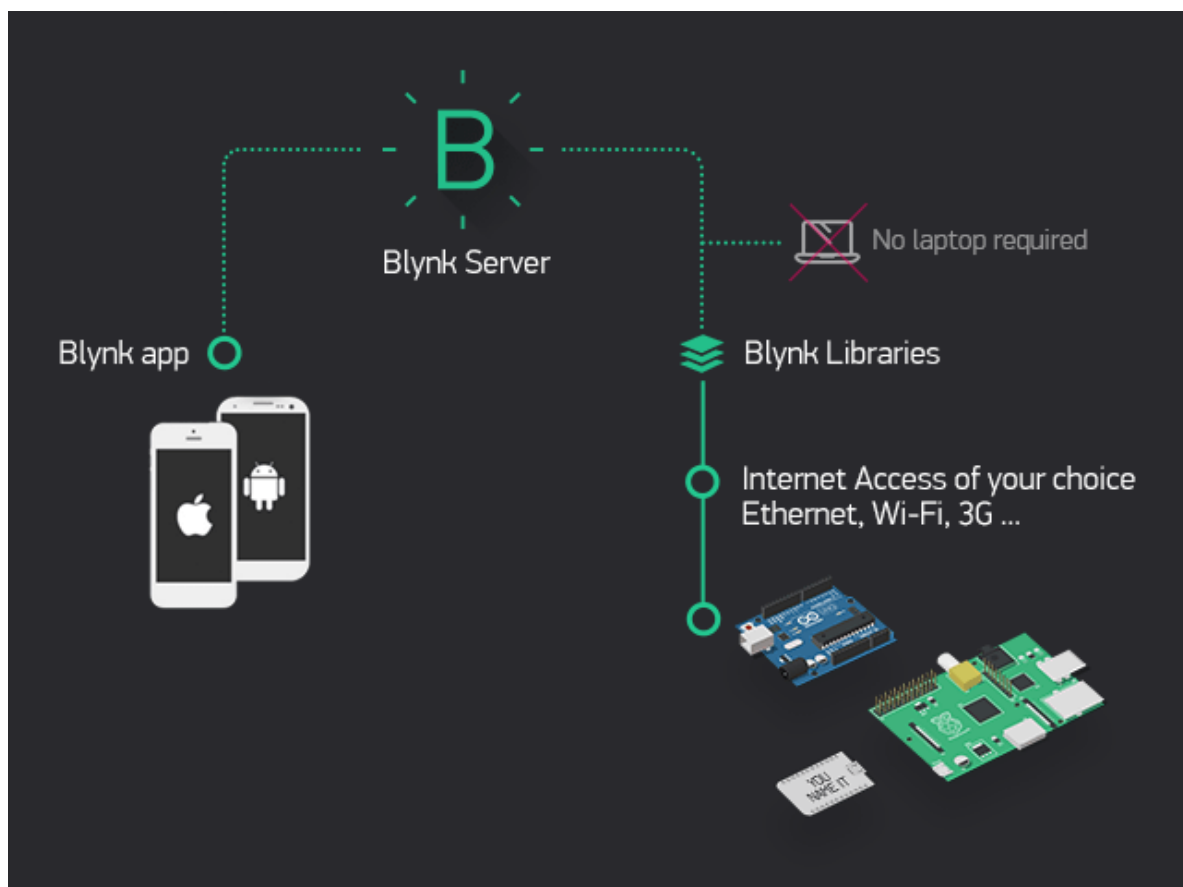 B
Blynk Server
No laptop required
Blynk app
Blynk Libraries
Internet Access of your choice
Ethernet, Wi-Fi, 3G ...
UNO
YOU
NAME IT